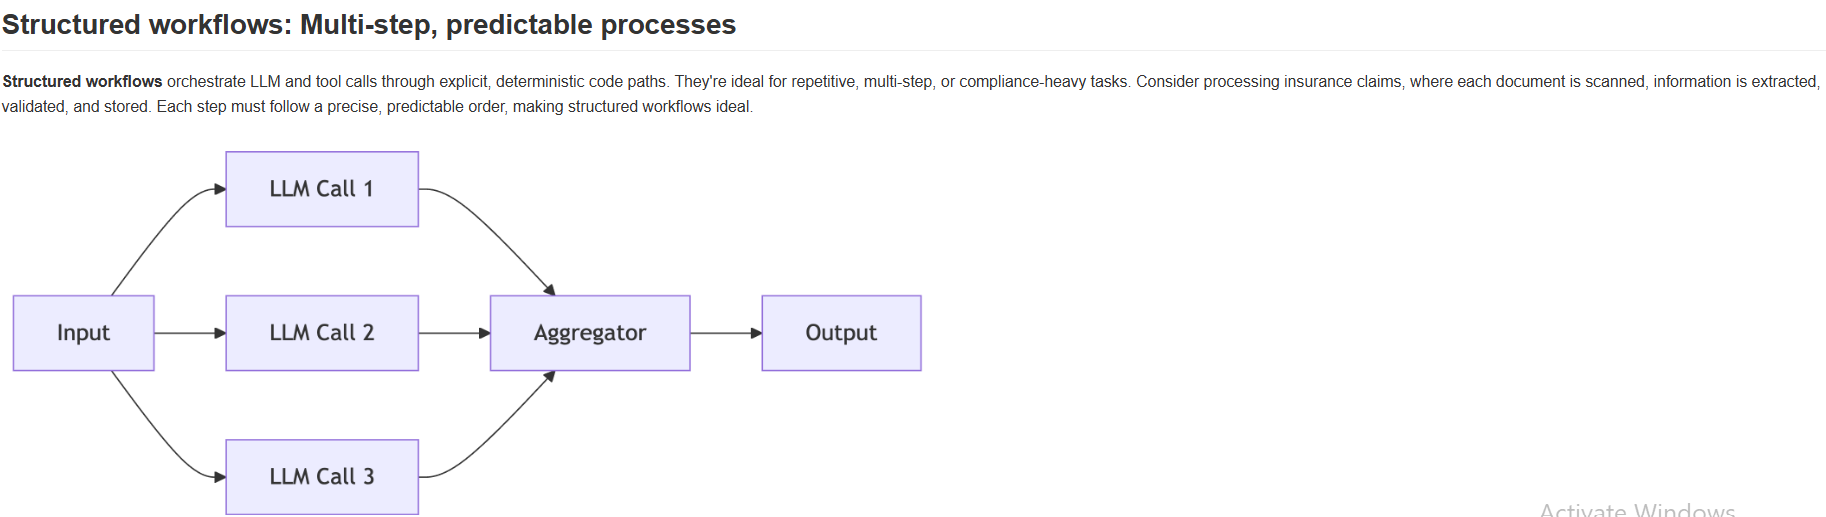 Structured workflows: Multi-step, predictable processes
Structured workflows orchestrate LLM and tool calls through explicit, deterministic code paths. They're ideal for repetitive, multi-step, or compliance-heavy tasks. Consider processing insurance claims, where each document is scanned, information is extracted,
validated, and stored. Each step must follow a precise, predictable order, making structured workflows ideal.
LLM Call 1
Input
LLM Call 2
Aggregator
Output
LLM Call 3
Activate Windows